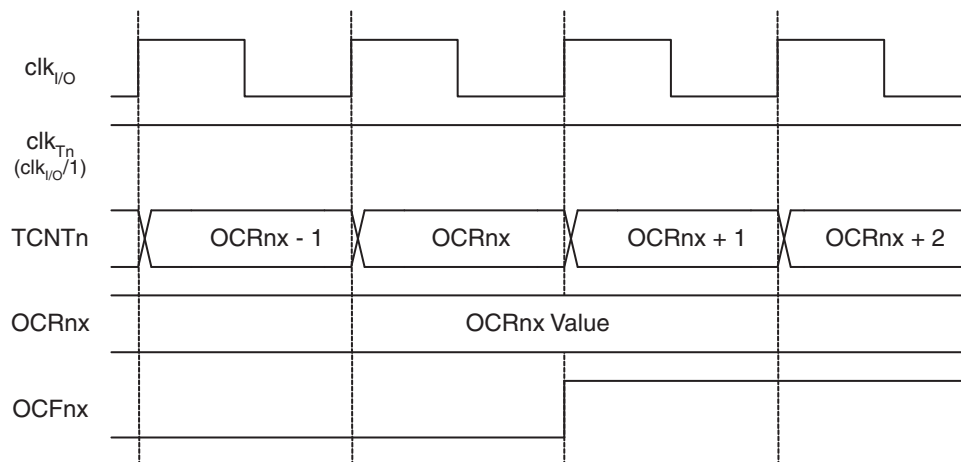 clkI/O
clkTn
(clkI/O/1)
TCNTn OCRnx - 1 OCRnx OCRnx + 1 OCRnx + 2
OCRnx OCRnx Value
OCFnx